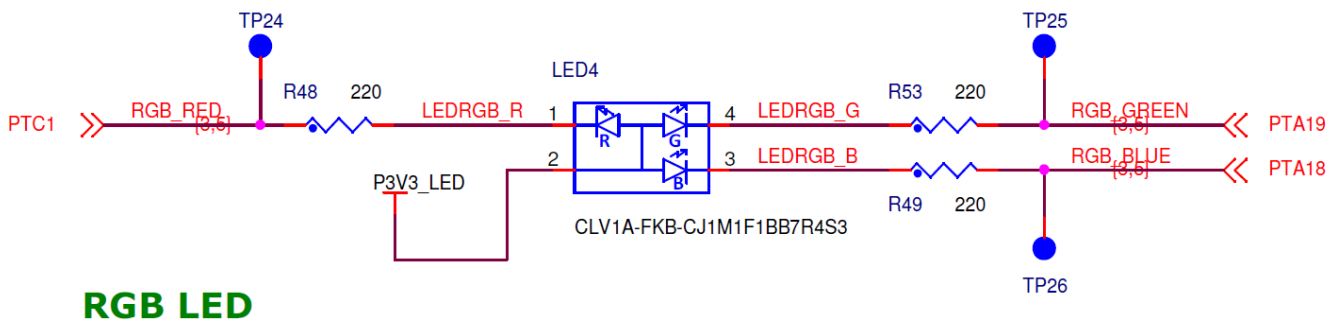 TP24
TP25
LED4
R48 220
R53 220
PTC1
RGB_RED
[3,5]
LEDRGB_R
1
R
G
4
LEDRGB_G
RGB_GREEN
[3,5]
PTA19
2
B
3
LEDRGB_B
RGB_BLUE
[3,5]
PTA18
P3V3_LED
R49 220
CLV1A-FKB-CJ1M1F1BB7R4S3
TP26
RGB LED